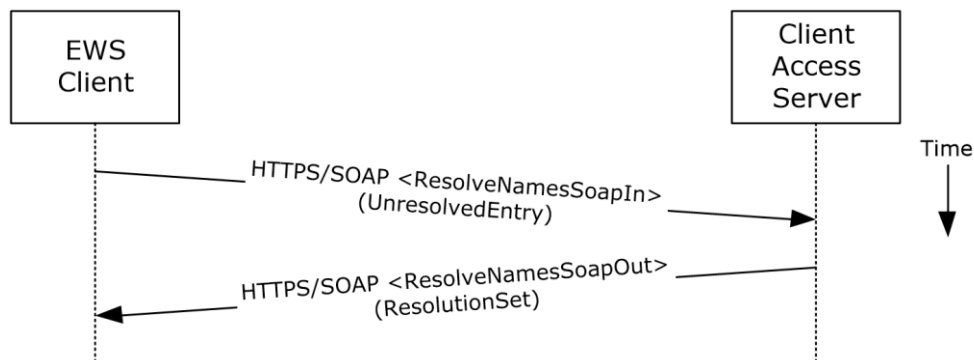 EWS
Client
Client
Access
Server
Time
HTTPS/SOAP <ResolveNamesSoapIn>
(UnresolvedEntry)
HTTPS/SOAP <ResolveNamesSoapOut>
(ResolutionSet)